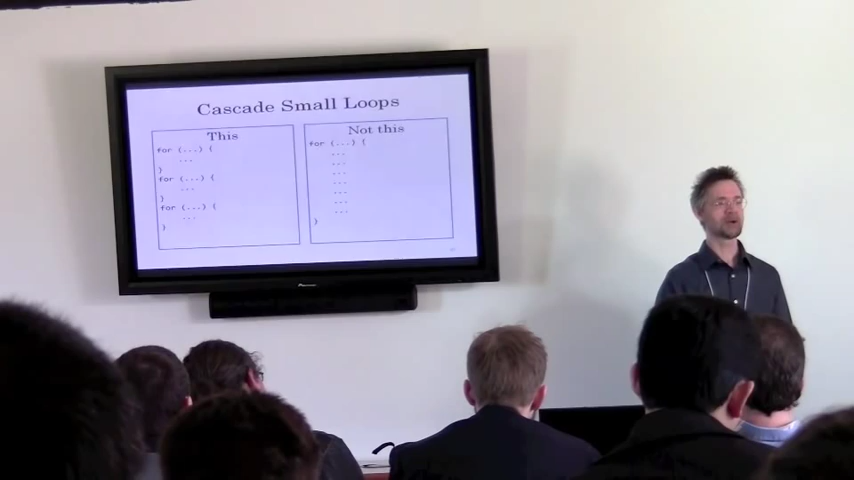 Cascade Small Loops
This
for (...) {
...
}
for (...) {
...
}
for (...) {
...
}
Not this
for (...) {
...
...
...
...
...
...
...
}